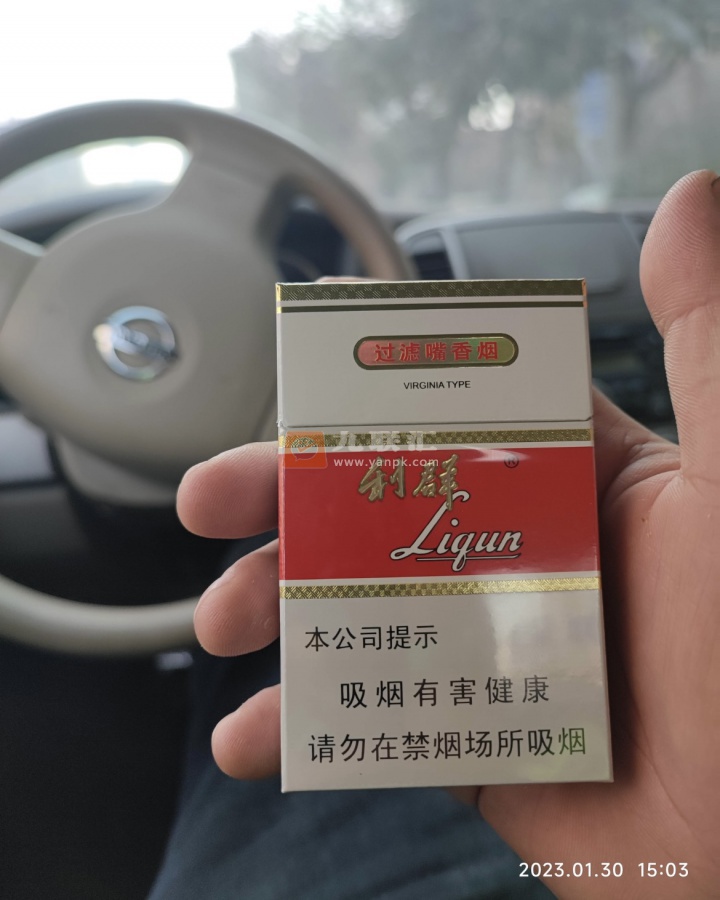 过滤嘴香烟
VIRGINIA TYPE
www.yanpk.com
利群
®
Liqun
本公司提示
吸烟有害健康
请勿在禁烟场所吸烟
2023.01.30 15:03